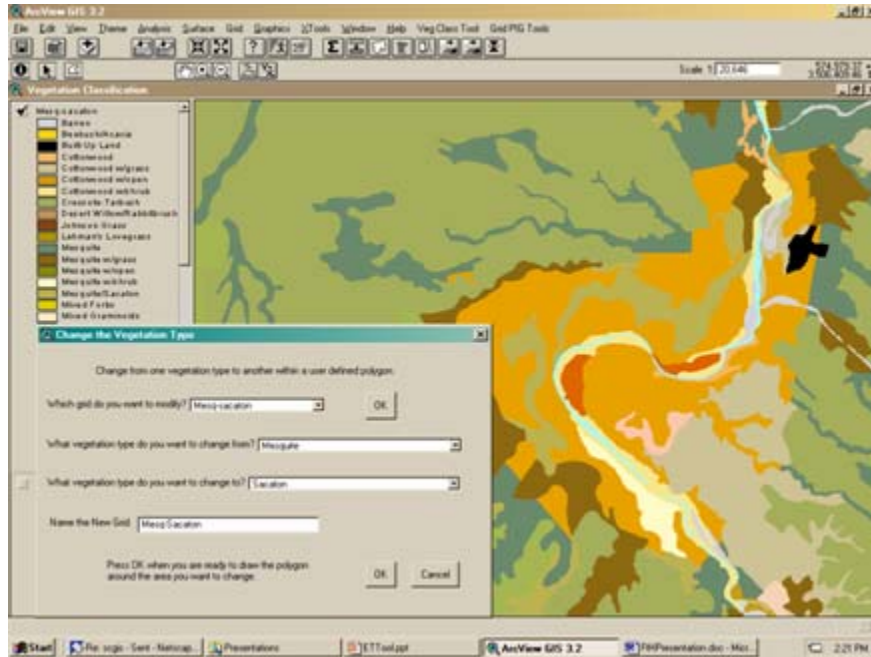 ArcView GIS 3.2
File Edit View Theme Analysis Surface Grid Graphics XTools Window Help Veg Class Tool Grid PIG Tools
Scale 1: 20,646
Vegetation Classification
Mesq-sacaton
Barren
Built-Up Land
Cottonwood
Cottonwood w/grass
Cottonwood w/open
Cottonwood w/shrub
Creosote Tarbush
Desert Willow/Rabbitbrush
Johnson Grass
Lehman's Lovegrass
Mesquite
Mesquite w/grass
Mesquite w/open
Mesquite w/shrub
Mesquite/Sacaton
Mixed Forbs
Mixed Graminoids
Change the Vegetation Type
Change from one vegetation type to another within a user defined polygon.
Which grid do you want to modify? Mesq-sacaton OK
What vegetation type do you want to change from? Mesquite
What vegetation type do you want to change to? Sacaton
Name the New Grid: Mesq-Sacaton
Press OK when you are ready to draw the polygon
around the area you want to change.
OK Cancel
Start Re: scgis - Sent - Netscap... Presentations ETTool.ppt ArcView GIS 3.2 2:21 PM